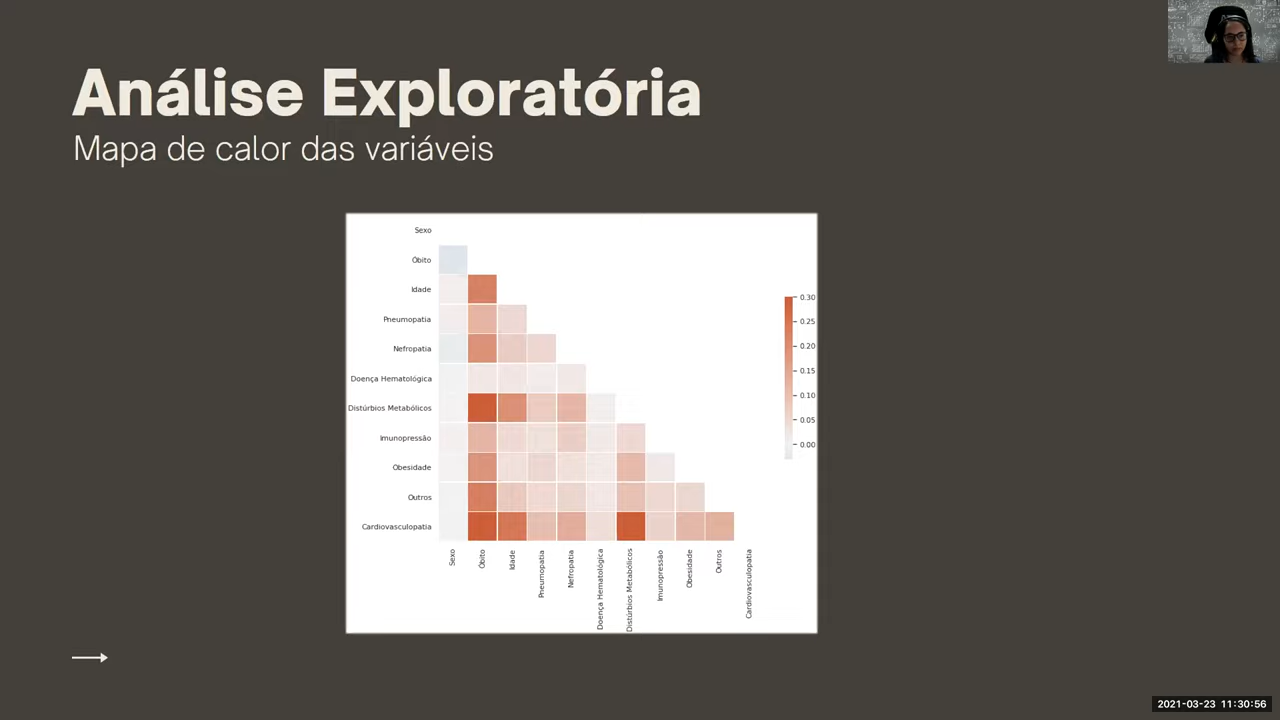 Análise Exploratória
Mapa de calor das variáveis
Sexo
Óbito
Idade
Pneumopatia
Nefropatia
Doença Hematológica
Distúrbios Metabólicos
Imunopressão
Obesidade
Outros
Cardiovasculopatia
0.30
0.25
0.20
0.15
0.10
0.05
0.00
Sexo
Óbito
Idade
Pneumopatia
Nefropatia
Doença Hematológica
Distúrbios Metabólicos
Imunopressão
Obesidade
Outros
Cardiovasculopatia
2021-03-23 11:30:56